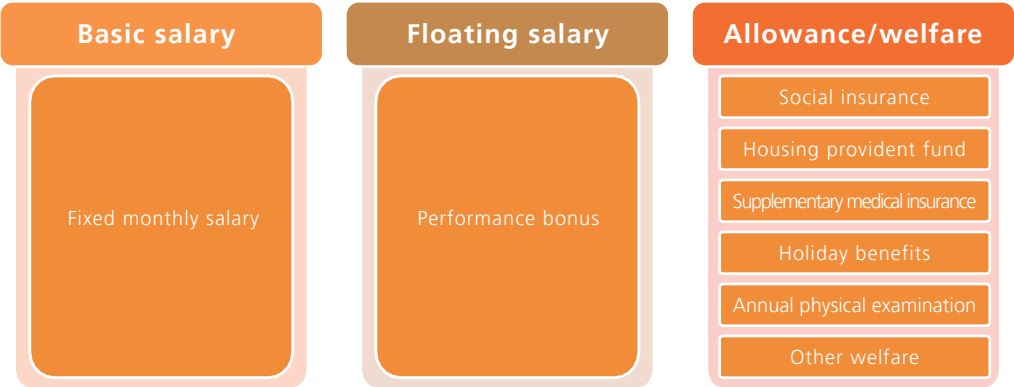 Basic salary
Fixed monthly salary
Floating salary
Performance bonus
Allowance/welfare
Social insurance
Housing provident fund
Supplementary medical insurance
Holiday benefits
Annual physical examination
Other welfare